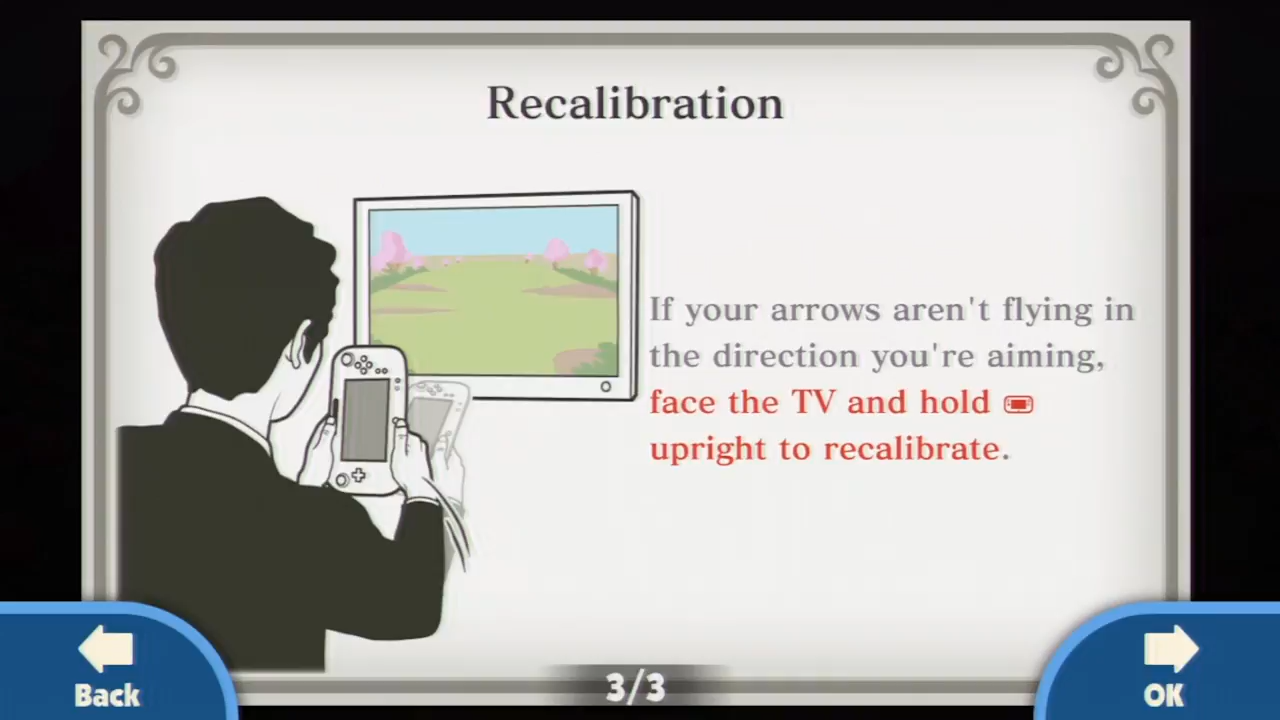 Recalibration
If your arrows aren't flying in
the direction you're aiming,
face the TV and hold
upright to recalibrate.
Back
3/3
OK